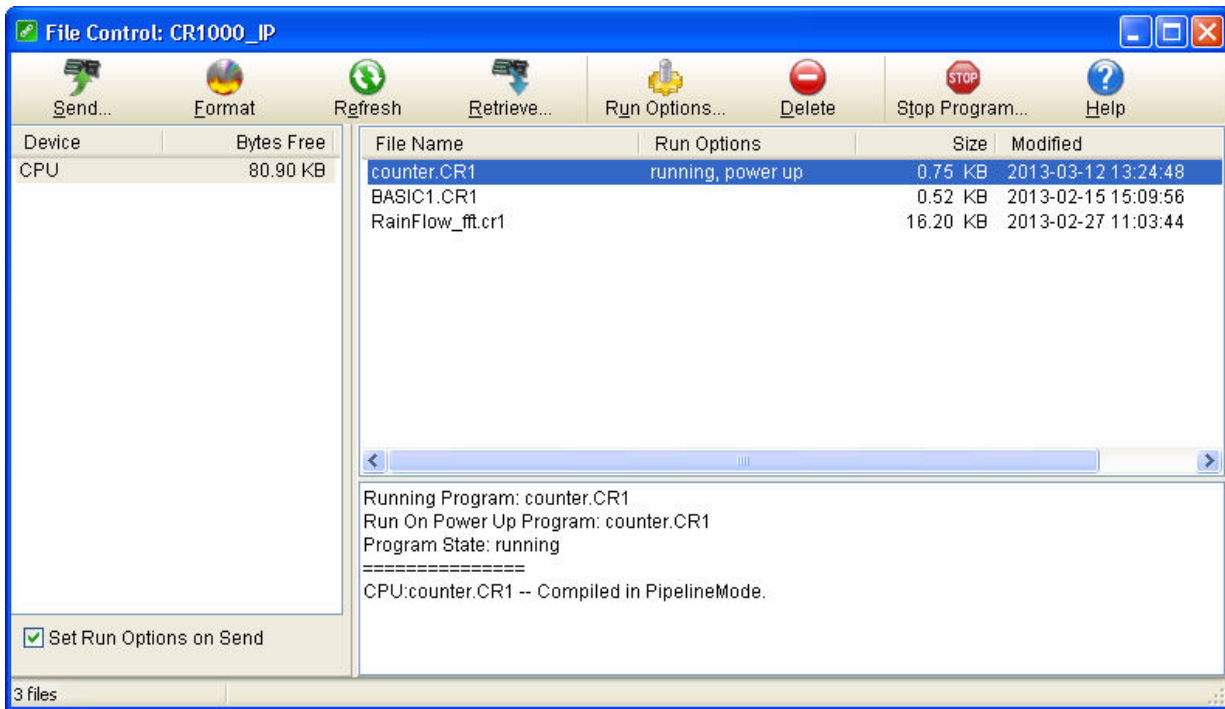 File Control: CR1000_IP
Send... Format Refresh Retrieve... Run Options... STOP Delete Stop Program... Help
Device Bytes Free
CPU 80.90 KB
File Name Run Options Size Modified
counter.CR1 running, power up 0.75 KB 2013-03-12 13:24:48
BASIC1.CR1 0.52 KB 2013-02-15 15:09:56
RainFlow_fft.cr1 16.20 KB 2013-02-27 11:03:44
Running Program: counter.CR1
Run On Power Up Program: counter.CR1
Program State: running
===============
CPU:counter.CR1 -- Compiled in PipelineMode.
Set Run Options on Send
3 files